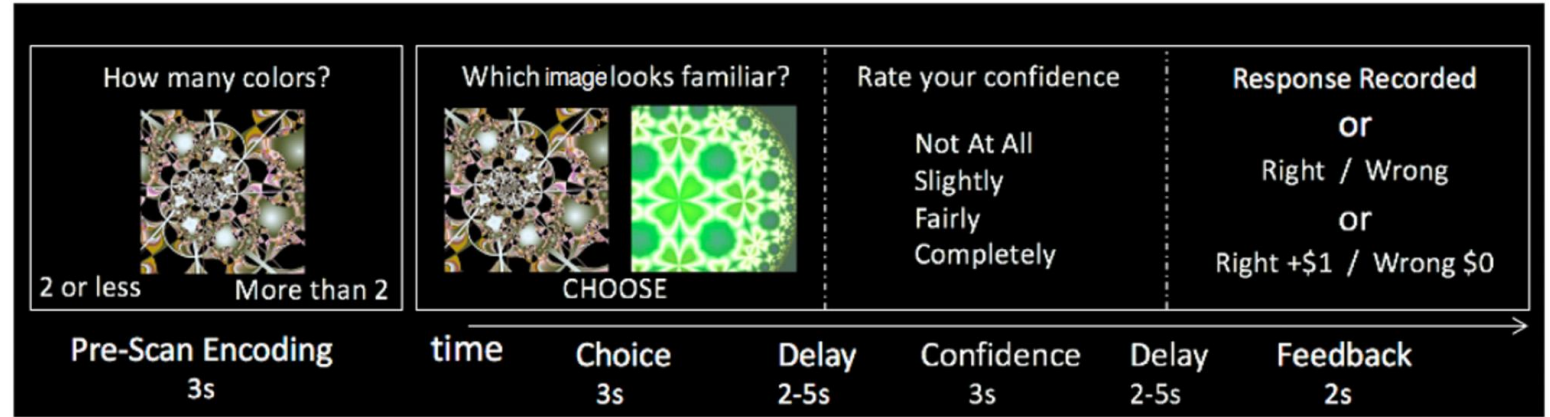 How many colors?
2 or less More than 2
Which image looks familiar?
CHOOSE
Rate your confidence
Not At All
Slightly
Fairly
Completely
Response Recorded
or
Right / Wrong
or
Right +$1 / Wrong $0
Pre-Scan Encoding
3s
time
Choice
3s
Delay
2-5s
Confidence
3s
Delay
2-5s
Feedback
2s